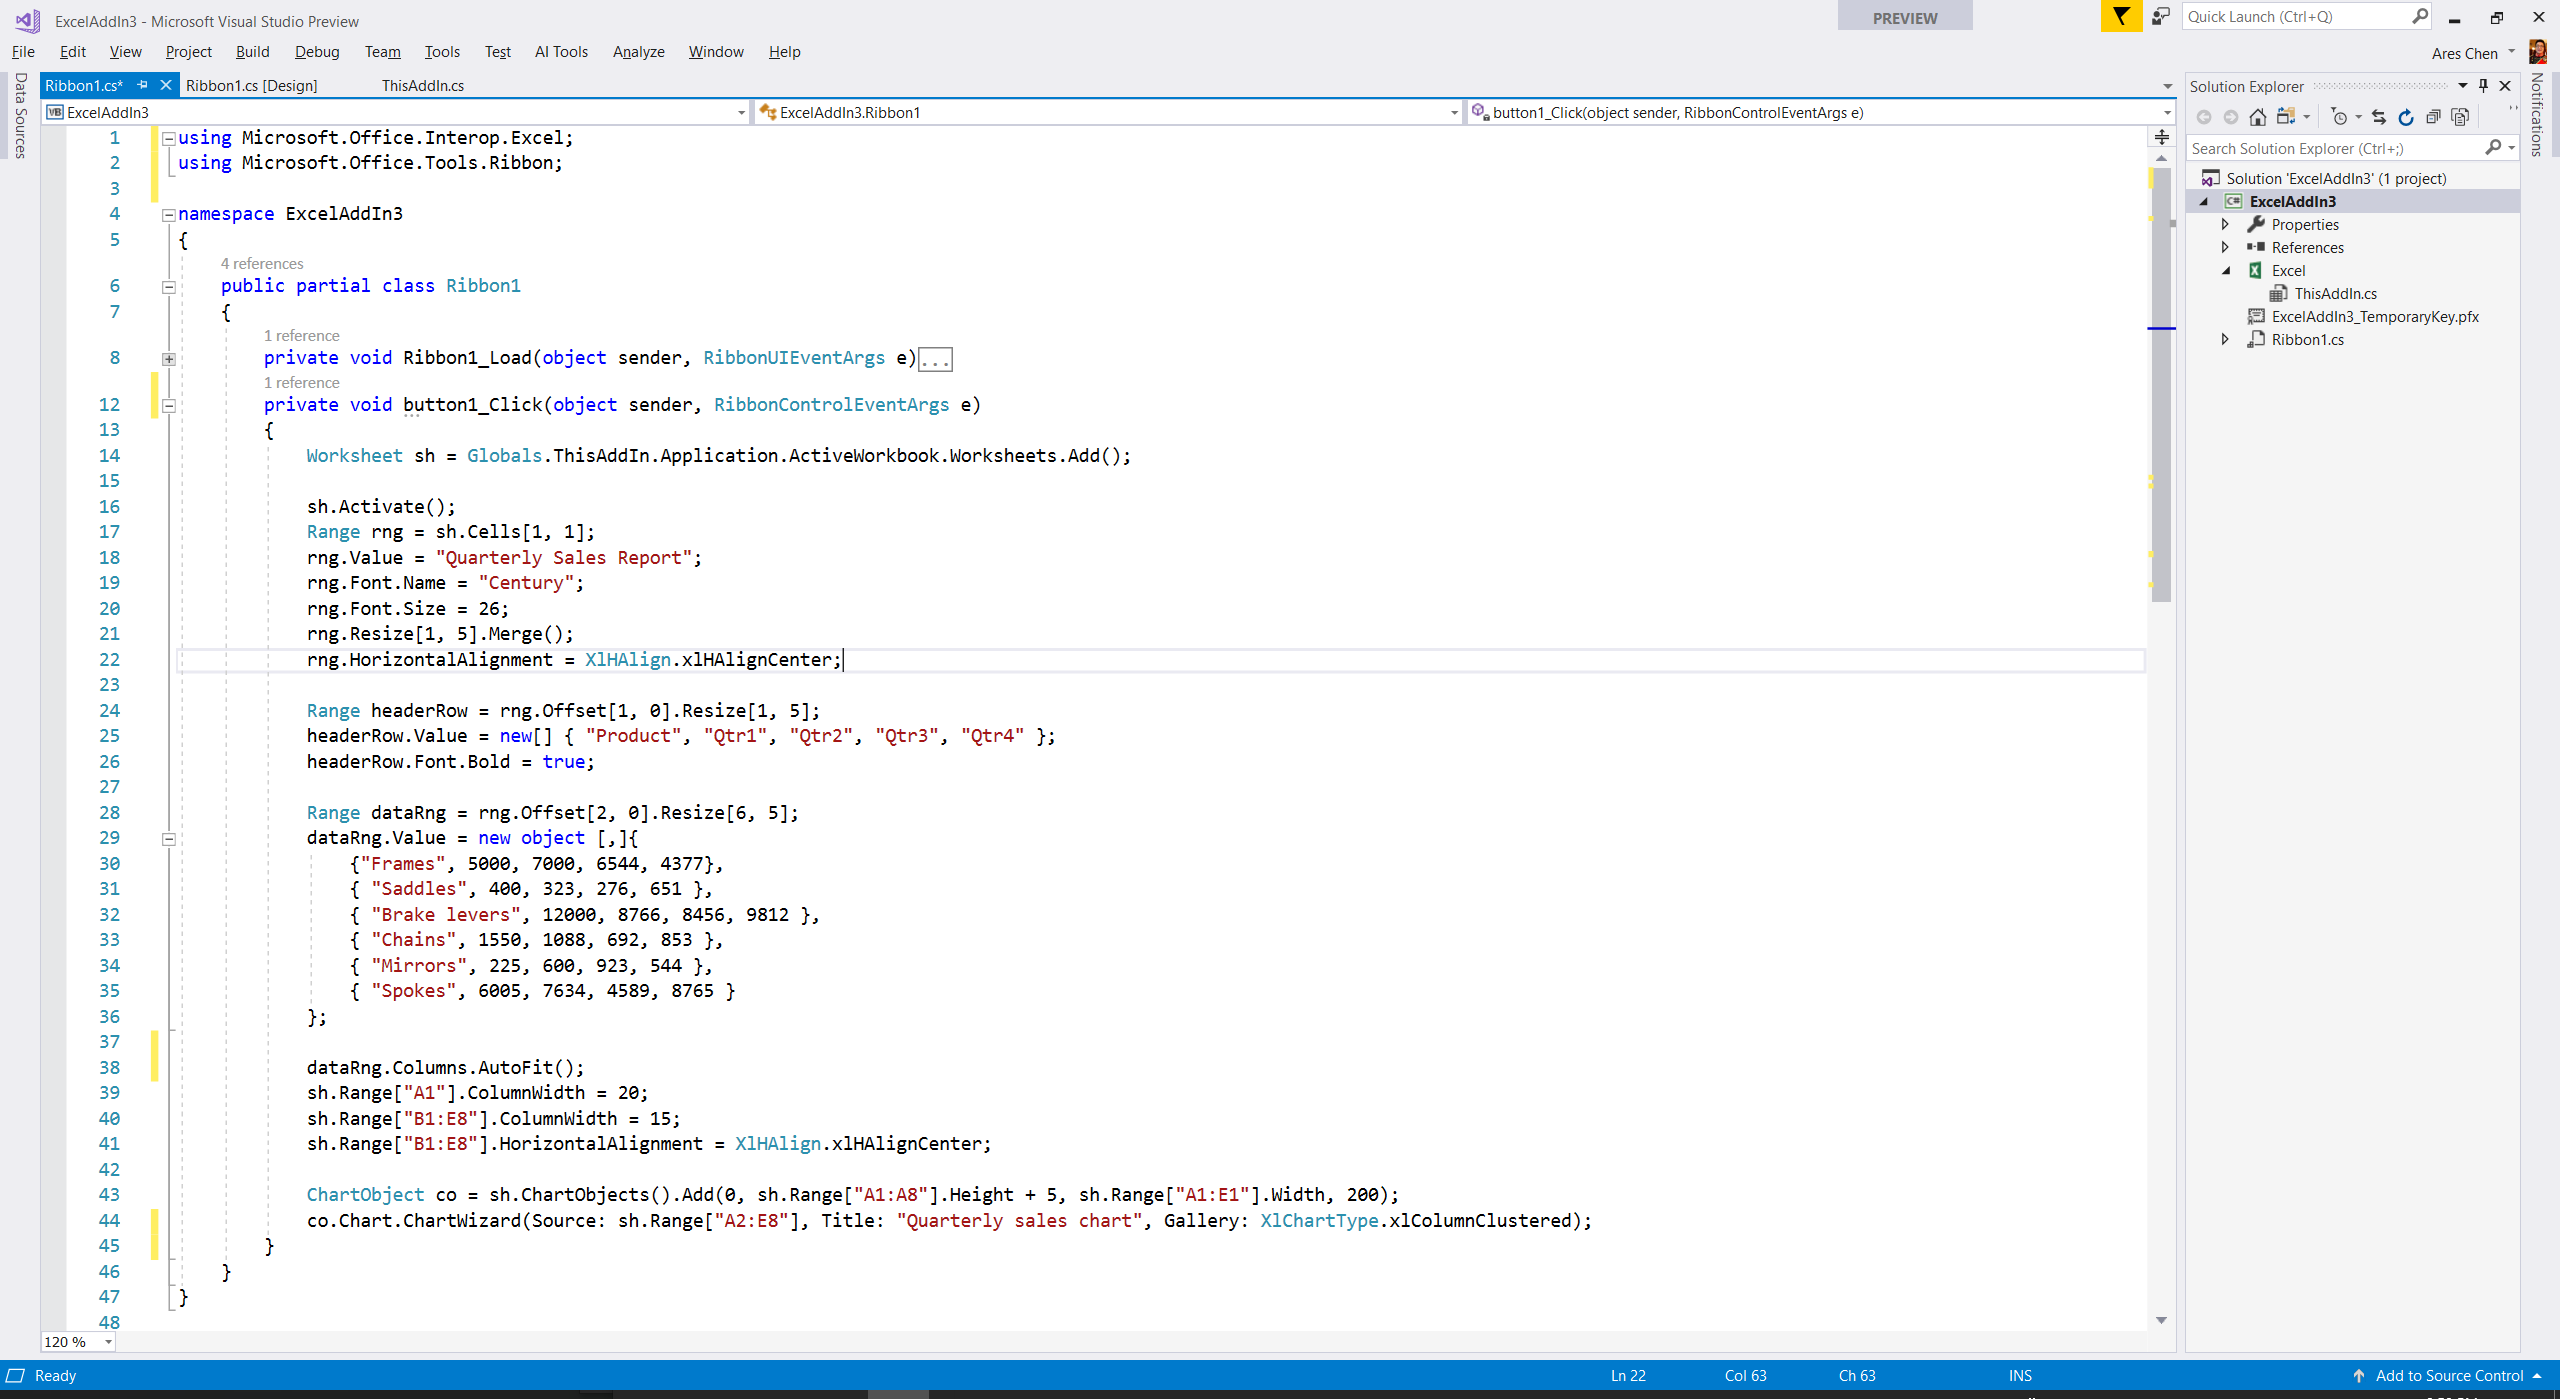 ExcelAddIn3 - Microsoft Visual Studio Preview
PREVIEW
Quick Launch (Ctrl+Q)
File Edit View Project Build Debug Team Tools Test AI Tools Analyze Window Help
Ares Chen
Data Sources
Ribbon1.cs*
Ribbon1.cs [Design]
ThisAddIn.cs
ExcelAddIn3
ExcelAddIn3.Ribbon1
button1_Click(object sender, RibbonControlEventArgs e)
1 using Microsoft.Office.Interop.Excel;
2 using Microsoft.Office.Tools.Ribbon;
3
4 namespace ExcelAddIn3
5 {
4 references
6 public partial class Ribbon1
7 {
1 reference
8 private void Ribbon1_Load(object sender, RibbonUIEventArgs e)...
1 reference
12 private void button1_Click(object sender, RibbonControlEventArgs e)
13 {
14 Worksheet sh = Globals.ThisAddIn.Application.ActiveWorkbook.Worksheets.Add();
15
16 sh.Activate();
17 Range rng = sh.Cells[1, 1];
18 rng.Value = "Quarterly Sales Report";
19 rng.Font.Name = "Century";
20 rng.Font.Size = 26;
21 rng.Resize[1, 5].Merge();
22 rng.HorizontalAlignment = XlHAlign.xlHAlignCenter;
23
24 Range headerRow = rng.Offset[1, 0].Resize[1, 5];
25 headerRow.Value = new[] { "Product", "Qtr1", "Qtr2", "Qtr3", "Qtr4" };
26 headerRow.Font.Bold = true;
27
28 Range dataRng = rng.Offset[2, 0].Resize[6, 5];
29 dataRng.Value = new object [,]{
30 {"Frames", 5000, 7000, 6544, 4377},
31 { "Saddles", 400, 323, 276, 651 },
32 { "Brake levers", 12000, 8766, 8456, 9812 },
33 { "Chains", 1550, 1088, 692, 853 },
34 { "Mirrors", 225, 600, 923, 544 },
35 { "Spokes", 6005, 7634, 4589, 8765 }
36 };
37
38 dataRng.Columns.AutoFit();
39 sh.Range["A1"].ColumnWidth = 20;
40 sh.Range["B1:E8"].ColumnWidth = 15;
41 sh.Range["B1:E8"].HorizontalAlignment = XlHAlign.xlHAlignCenter;
42
43 ChartObject co = sh.ChartObjects().Add(0, sh.Range["A1:A8"].Height + 5, sh.Range["A1:E1"].Width, 200);
44 co.Chart.ChartWizard(Source: sh.Range["A2:E8"], Title: "Quarterly sales chart", Gallery: XlChartType.xlColumnClustered);
45 }
46 }
47 }
48
120 %
Solution Explorer
Search Solution Explorer (Ctrl+;)
Solution 'ExcelAddIn3' (1 project)
C# ExcelAddIn3
Properties
References
Excel
ThisAddIn.cs
ExcelAddIn3_TemporaryKey.pfx
Ribbon1.cs
Notifications
Ready
Ln 22
Col 63
Ch 63
INS
Add to Source Control